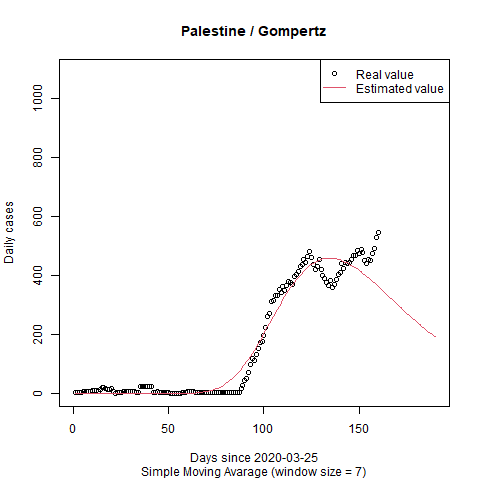 Palestine / Gompertz
Real value
Estimated value
Daily cases
0
200
400
600
800
1000
0
50
100
150
Days since 2020-03-25
Simple Moving Avarage (window size = 7)